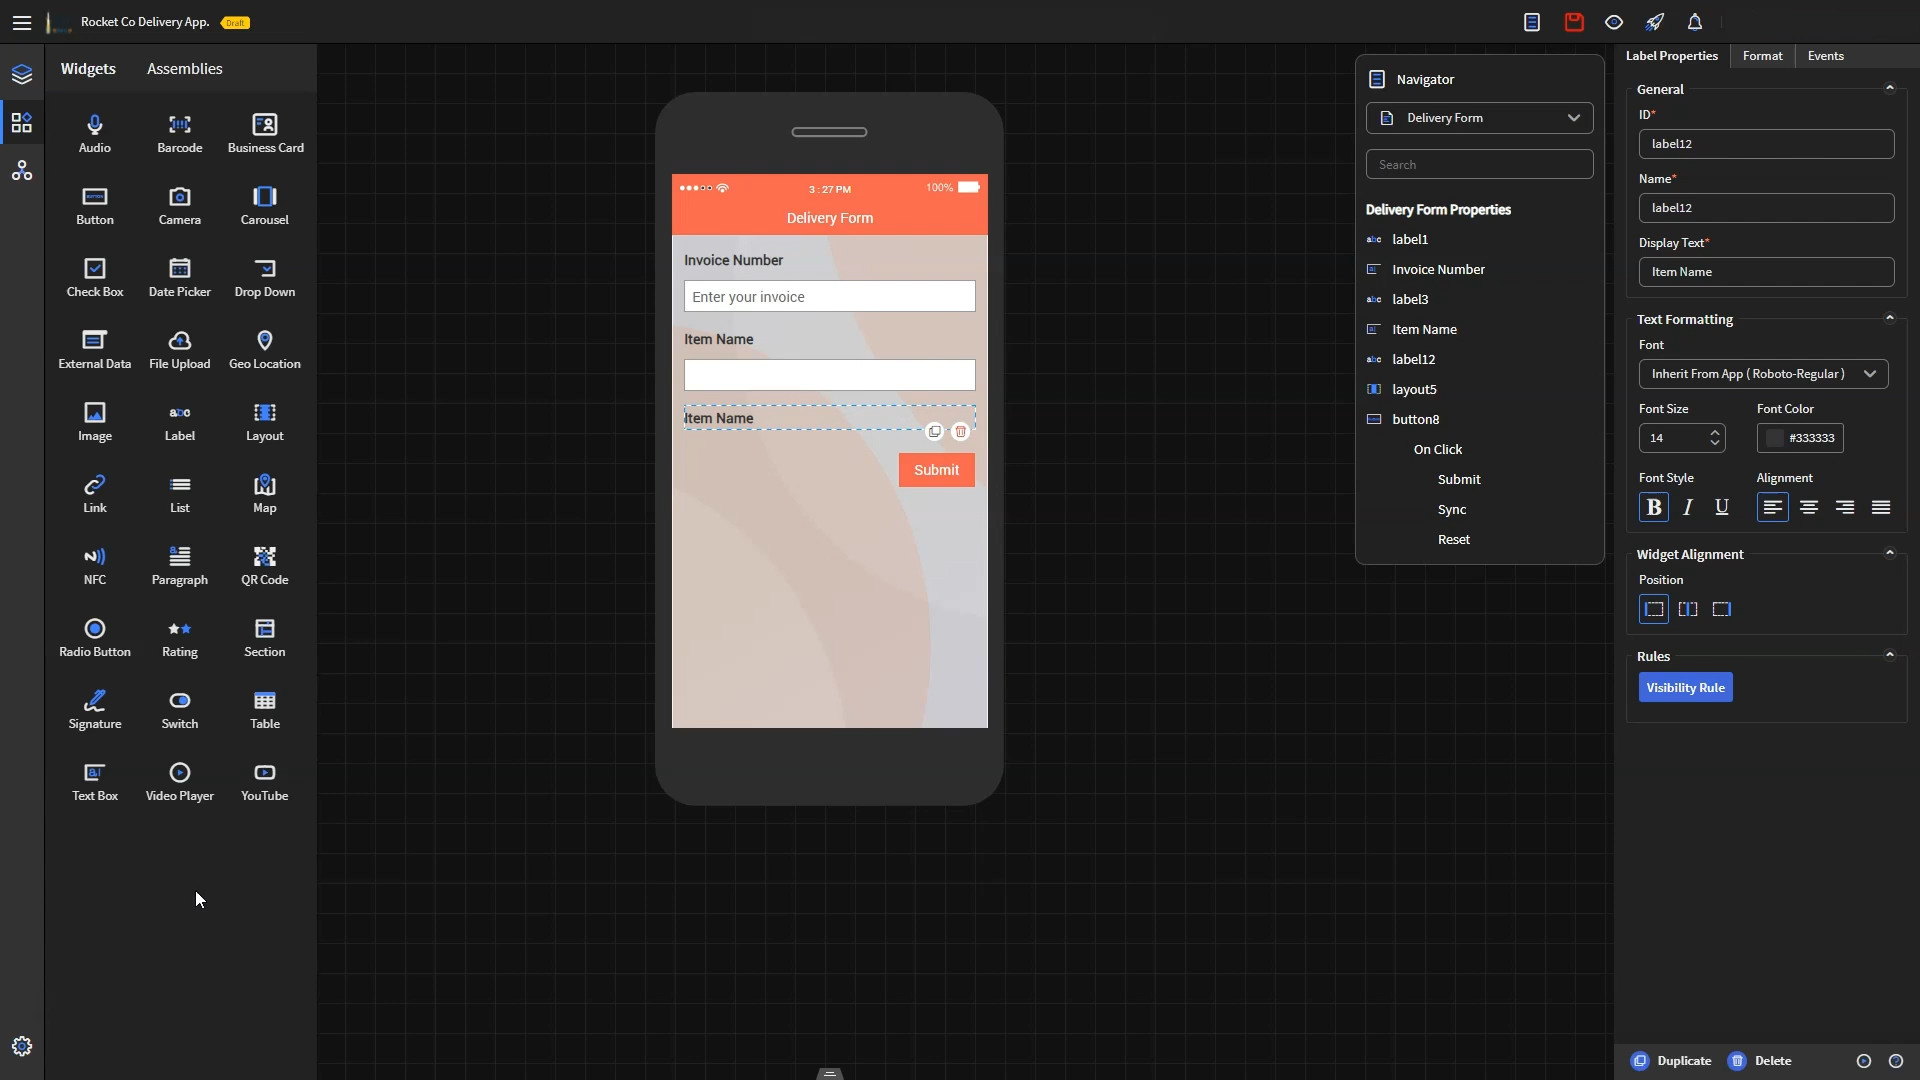 Rocket Co Delivery App.
Draft
Widgets
Assemblies
Audio
Barcode
Business Card
Button
Camera
Carousel
Check Box
Date Picker
Drop Down
External Data
File Upload
Geo Location
Image
abc
Label
Layout
Link
List
Map
NFC
Paragraph
QR Code
Radio Button
Rating
Section
Signature
Switch
Table
Text Box
Video Player
YouTube
3:27 PM
100%
Delivery Form
Invoice Number
Enter your invoice
Item Name
Item Name
Submit
Navigator
Delivery Form
Search
Delivery Form Properties
abc label1
Invoice Number
abc label3
Item Name
abc label12
layout5
button8
On Click
Submit
Sync
Reset
Label Properties
Format
Events
General
ID*
label12
Name*
label12
Display Text*
Item Name
Text Formatting
Font
Inherit From App ( Roboto-Regular )
Font Size
Font Color
14
#333333
Font Style
Alignment
B I U
Widget Alignment
Position
Rules
Visibility Rule
Duplicate
Delete